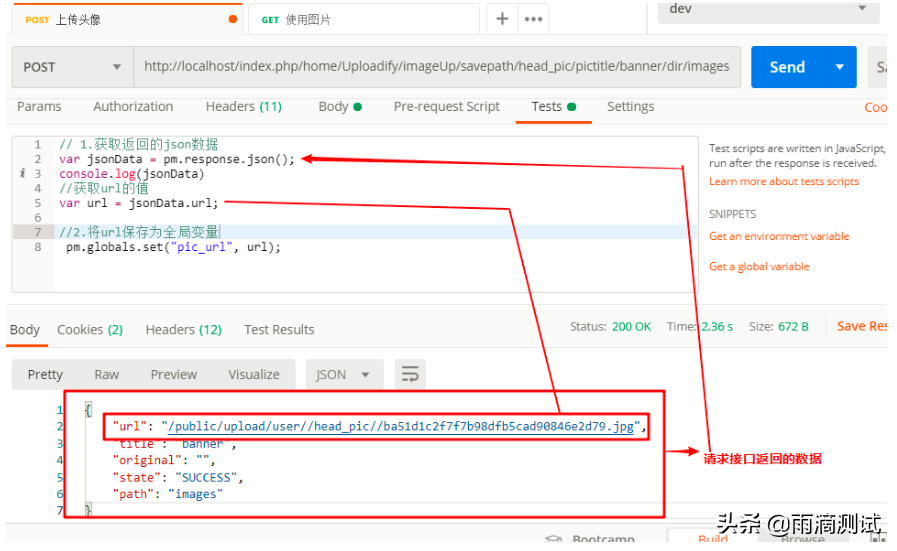 POST 上传头像
GET 使用图片
+ •••
dev
POST
http://localhost/index.php/home/Uploadify/imageUp/savepath/head_pic/pictitle/banner/dir/images
Send
Params Authorization Headers (11) Body Pre-request Script Tests Settings
1 // 1.获取返回的json数据
2 var jsonData = pm.response.json();
3 console.log(jsonData)
4 //获取url的值
5 var url = jsonData.url;
6
7 //2.将url保存为全局变量
8 pm.globals.set("pic_url", url);
Test scripts are written in JavaScript,
run after the response is received.
Learn more about tests scripts
SNIPPETS
Get an environment variable
Get a global variable
Body Cookies (2) Headers (12) Test Results
Status: 200 OK Time: 2.36 s Size: 672 B
Save Res
Pretty Raw Preview Visualize JSON
1 {
2 "url": "/public/upload/user//head_pic//ba51d1c2f7f7b98dfb5cad90846e2d79.jpg",
3 "title": "banner",
4 "original": "",
5 "state": "SUCCESS",
6 "path": "images"
7 }
请求接口返回的数据
Bootcamp Build Browse
头条 @雨滴测试